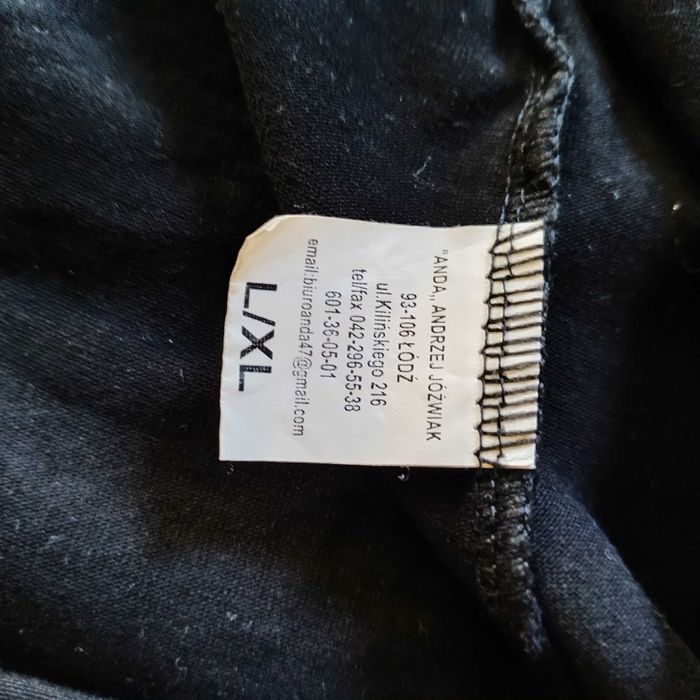 "ANDA,, ANDRZEJ JÓŹWIAK
93-106 ŁÓDŹ
ul.Kilińskiego 216
tel/fax 042-296-55-38
601-36-05-01
email:biuroanda47@gmail.com
L/XL